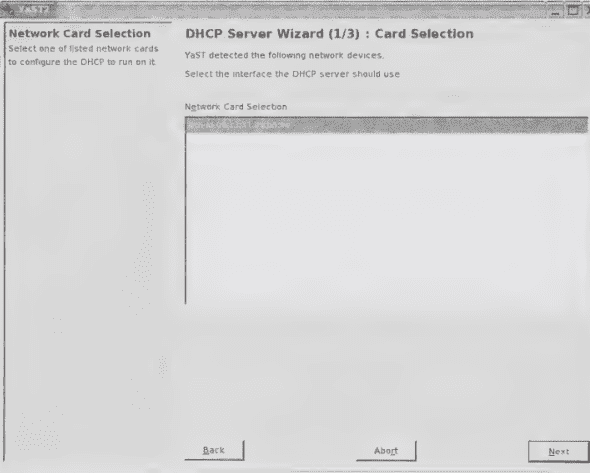 YaST2
Network Card Selection
Select one of listed network cards
to configure the DHCP to run on it.
DHCP Server Wizard (1/3) : Card Selection
YaST detected the following network devices.
Select the interface the DHCP server should use
Network Card Selection
Back
Abort
Next